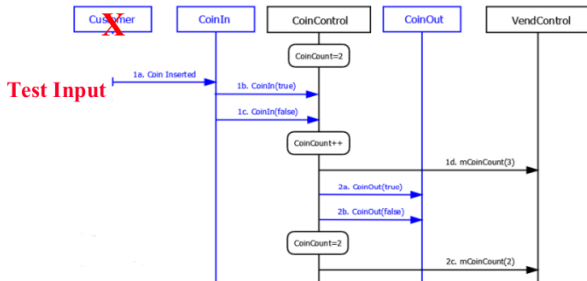 Customer
X
CoinIn
CoinControl
CoinOut
VendControl
CoinCount=2
Test Input
1a. Coin Inserted
1b. CoinIn(true)
1c. CoinIn(false)
CoinCount++
1d. mCoinCount(3)
2a. CoinOut(true)
2b. CoinOut(false)
CoinCount=2
2c. mCoinCount(2)